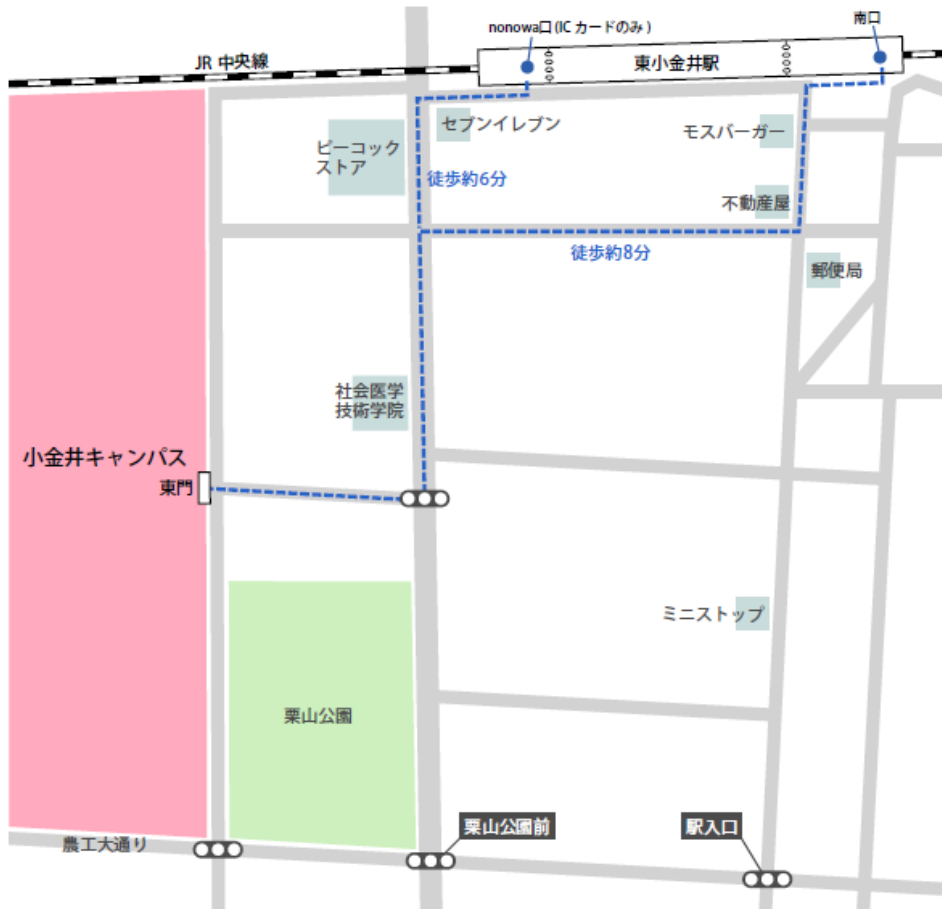 nonowa口(ICカードのみ)
南口
JR 中央線
東小金井駅
セブンイレブン
モスバーガー
ピーコック
ストア
徒歩約6分
不動産屋
徒歩約8分
郵便局
社会医学
技術学院
小金井キャンパス
東門
ミニストップ
栗山公園
栗山公園前
駅入口
農工大通り